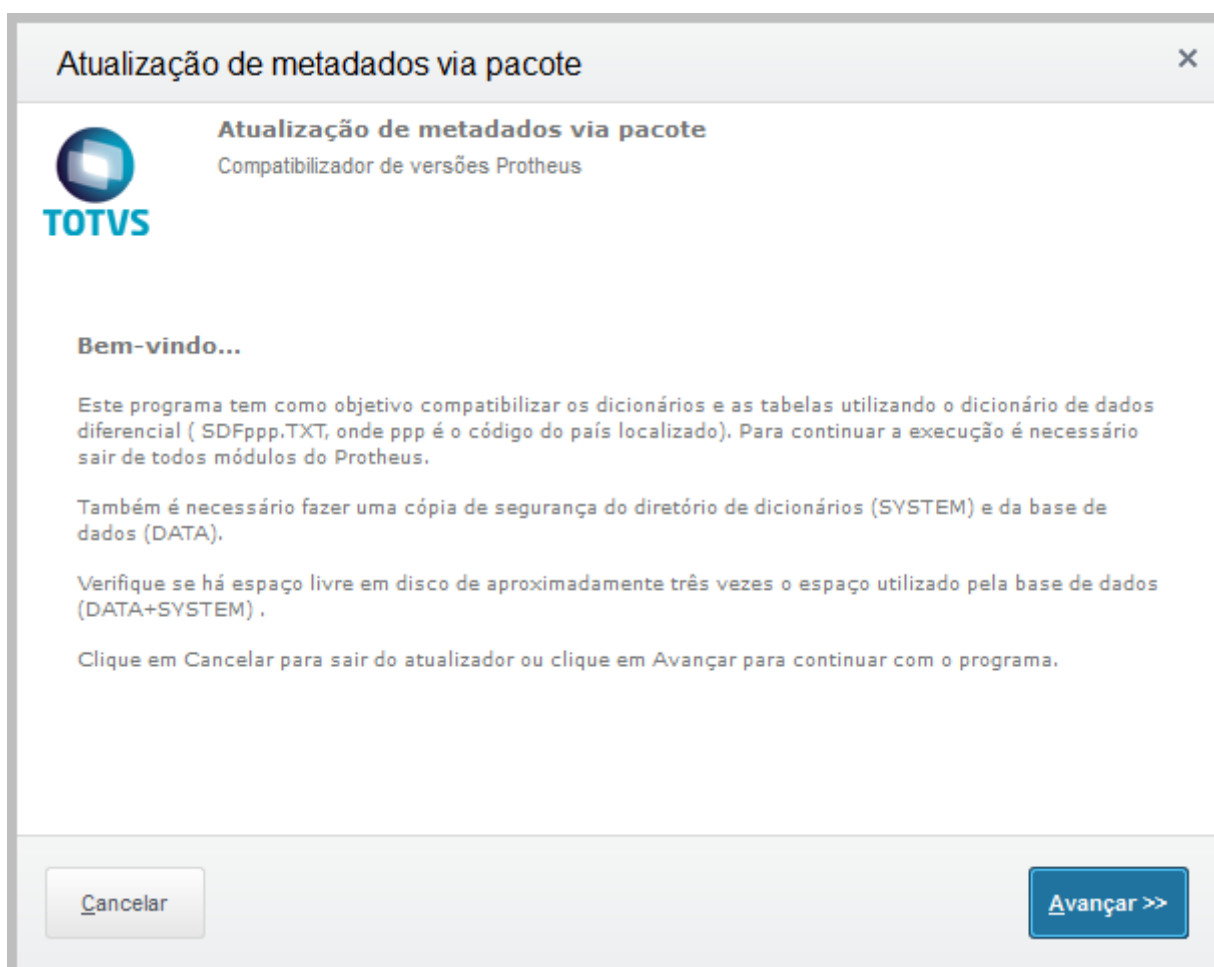 Atualização de metadados via pacote
×
Atualização de metadados via pacote
Compatibilizador de versões Protheus
TOTVS
Bem-vindo...
Este programa tem como objetivo compatibilizar os dicionários e as tabelas utilizando o dicionário de dados
diferencial ( SDFppp.TXT, onde ppp é o código do país localizado). Para continuar a execução é necessário
sair de todos módulos do Protheus.
Também é necessário fazer uma cópia de segurança do diretório de dicionários (SYSTEM) e da base de
dados (DATA).
Verifique se há espaço livre em disco de aproximadamente três vezes o espaço utilizado pela base de dados
(DATA+SYSTEM) .
Clique em Cancelar para sair do atualizador ou clique em Avançar para continuar com o programa.
Cancelar
Avançar >>